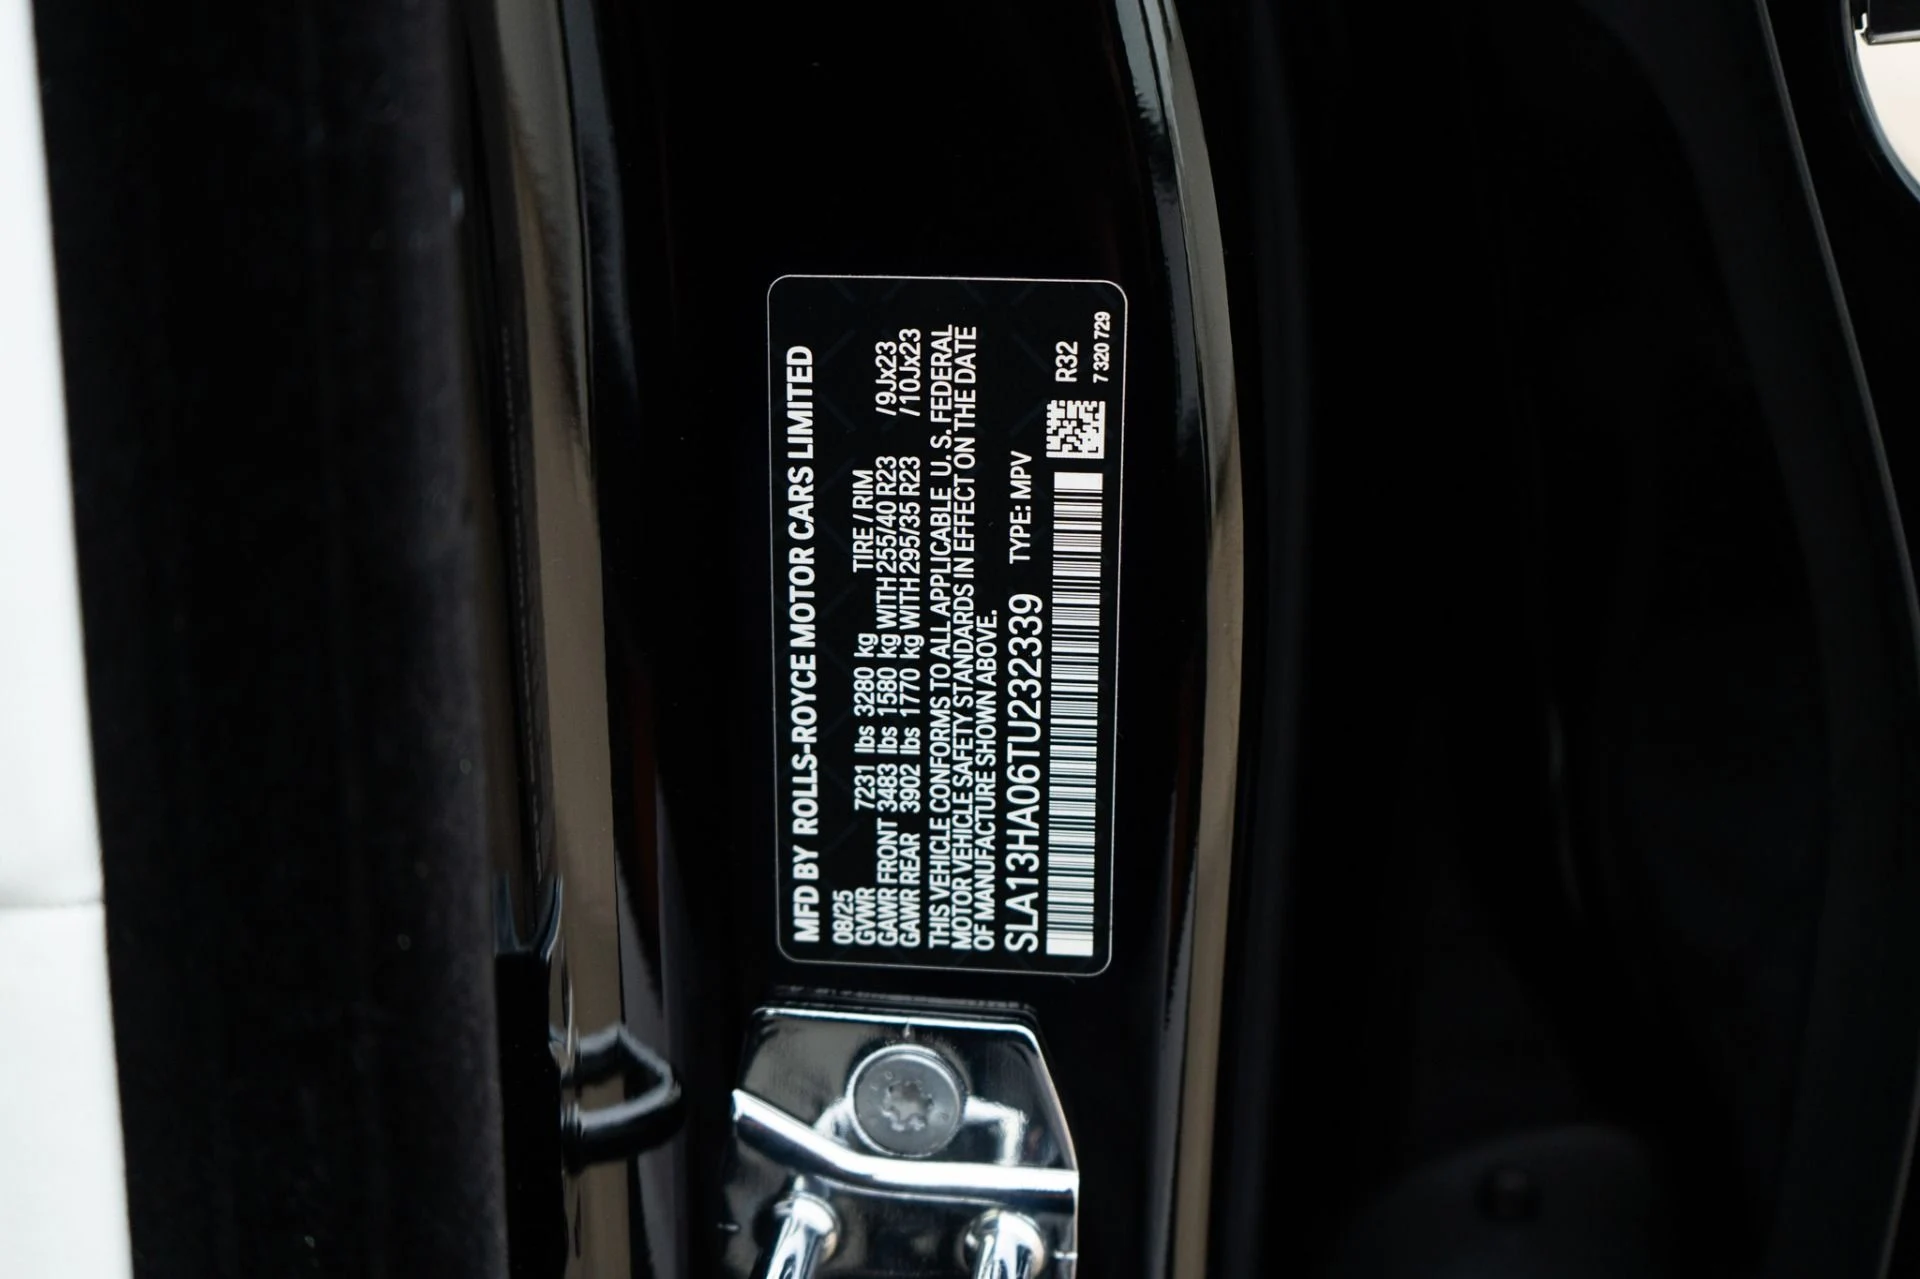 MFD BY ROLLS-ROYCE MOTOR CARS LIMITED
08/25
GVWR 7231 lbs 3280 kg TIRE / RIM
GAWR FRONT 3483 lbs 1580 kg WITH 255/40 R23 /9Jx23
GAWR REAR 3902 lbs 1770 kg WITH 295/35 R23 /10Jx23
THIS VEHICLE CONFORMS TO ALL APPLICABLE U. S. FEDERAL
MOTOR VEHICLE SAFETY STANDARDS IN EFFECT ON THE DATE
OF MANUFACTURE SHOWN ABOVE.
SLA13HA06TU232339 TYPE: MPV
R32
7 320 729